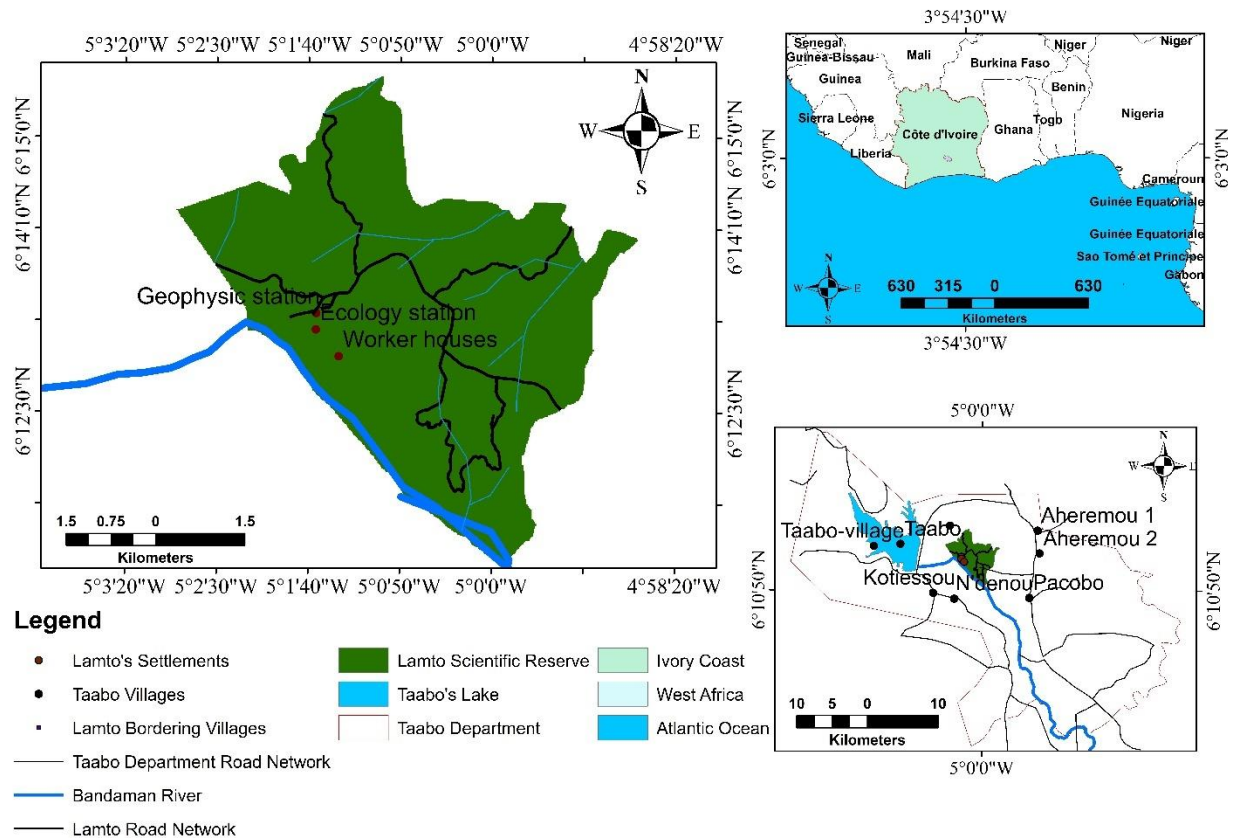 5°3'20"W 5°2'30"W 5°1'40"W 5°0'50"W 5°0'0"W 4°58'20"W
6°15'0"N
6°14'10"N
6°12'30"N
N
W E
S
6°15'0"N
6°14'10"N
6°12'30"N
Geophysic station
Ecology station
Worker houses
1.5 0.75 0 1.5
Kilometers
5°3'20"W 5°2'30"W 5°1'40"W 5°0'50"W 5°0'0"W 4°58'20"W
3°54'30"W
Senegal
Guinea-Bissau
Guinea
Mali
Niger
Niger
Burkina Faso
Benin
Nigeria
Sierra Leone
Côte d'Ivoire
Ghana
Togb
Liberia
6°3'0"N
6°3'0"N
Cameroun
Guinée Equatoriale
Guinée Equatoriale
Sao Tomé et Principe
Gabon
N
W E
S
630 315 0 630
Kilometers
3°54'30"W
5°0'0"W
N
W E
S
Aheremou 1
Aheremou 2
Taabo-village
Taabo
Kotiessou
N'denou
Pacobo
6°10'50"N
6°10'50"N
10 5 0 10
Kilometers
5°0'0"W
Legend
Lamto's Settlements
Taabo Villages
Lamto Bordering Villages
Taabo Department Road Network
Bandaman River
Lamto Road Network
Lamto Scientific Reserve
Taabo's Lake
Taabo Department
Ivory Coast
West Africa
Atlantic Ocean